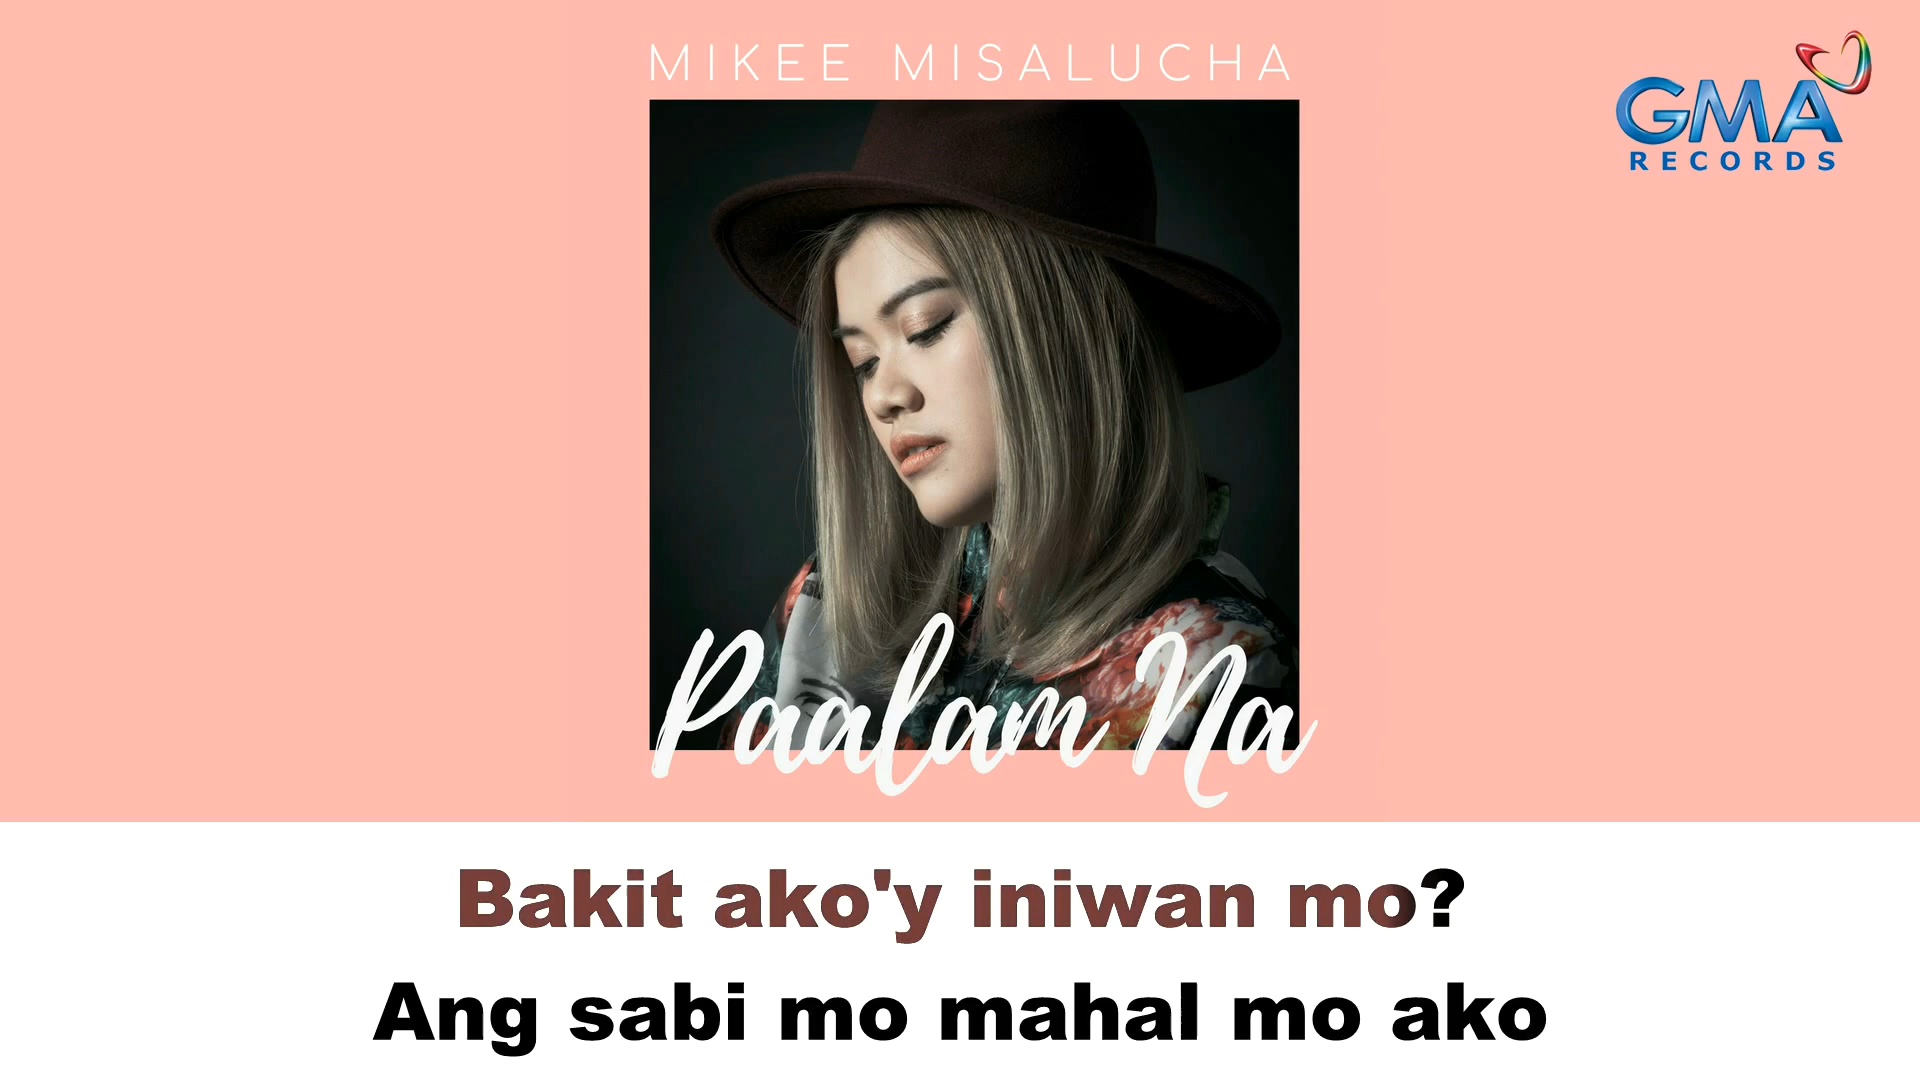 MIKEE MISALUCHA
GMA
RECORDS
Paalam Na
Bakit ako'y iniwan mo?
Ang sabi mo mahal mo ako